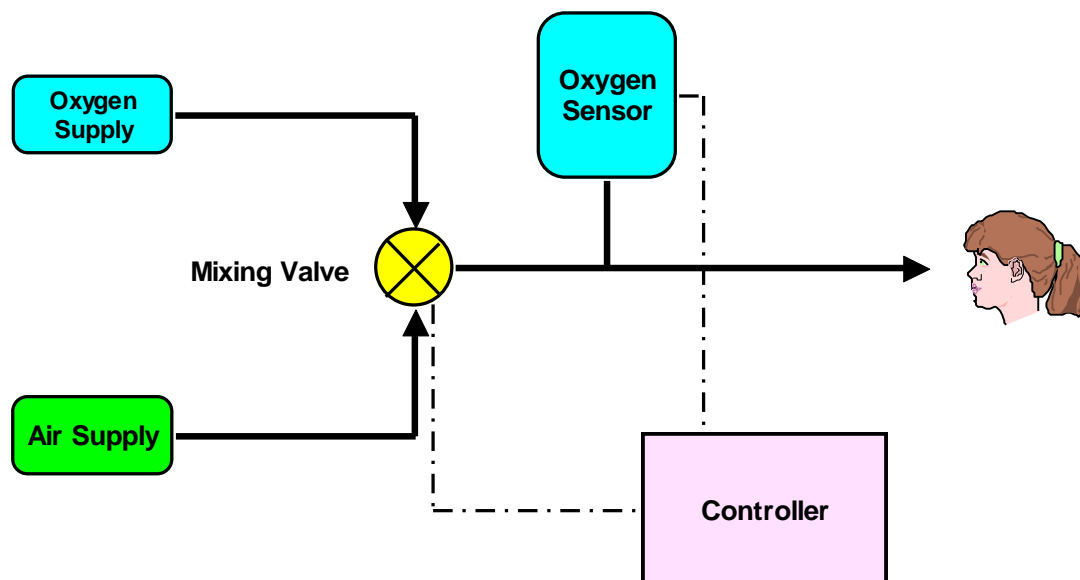 Oxygen
Supply
Oxygen
Sensor
Mixing Valve
Air Supply
Controller